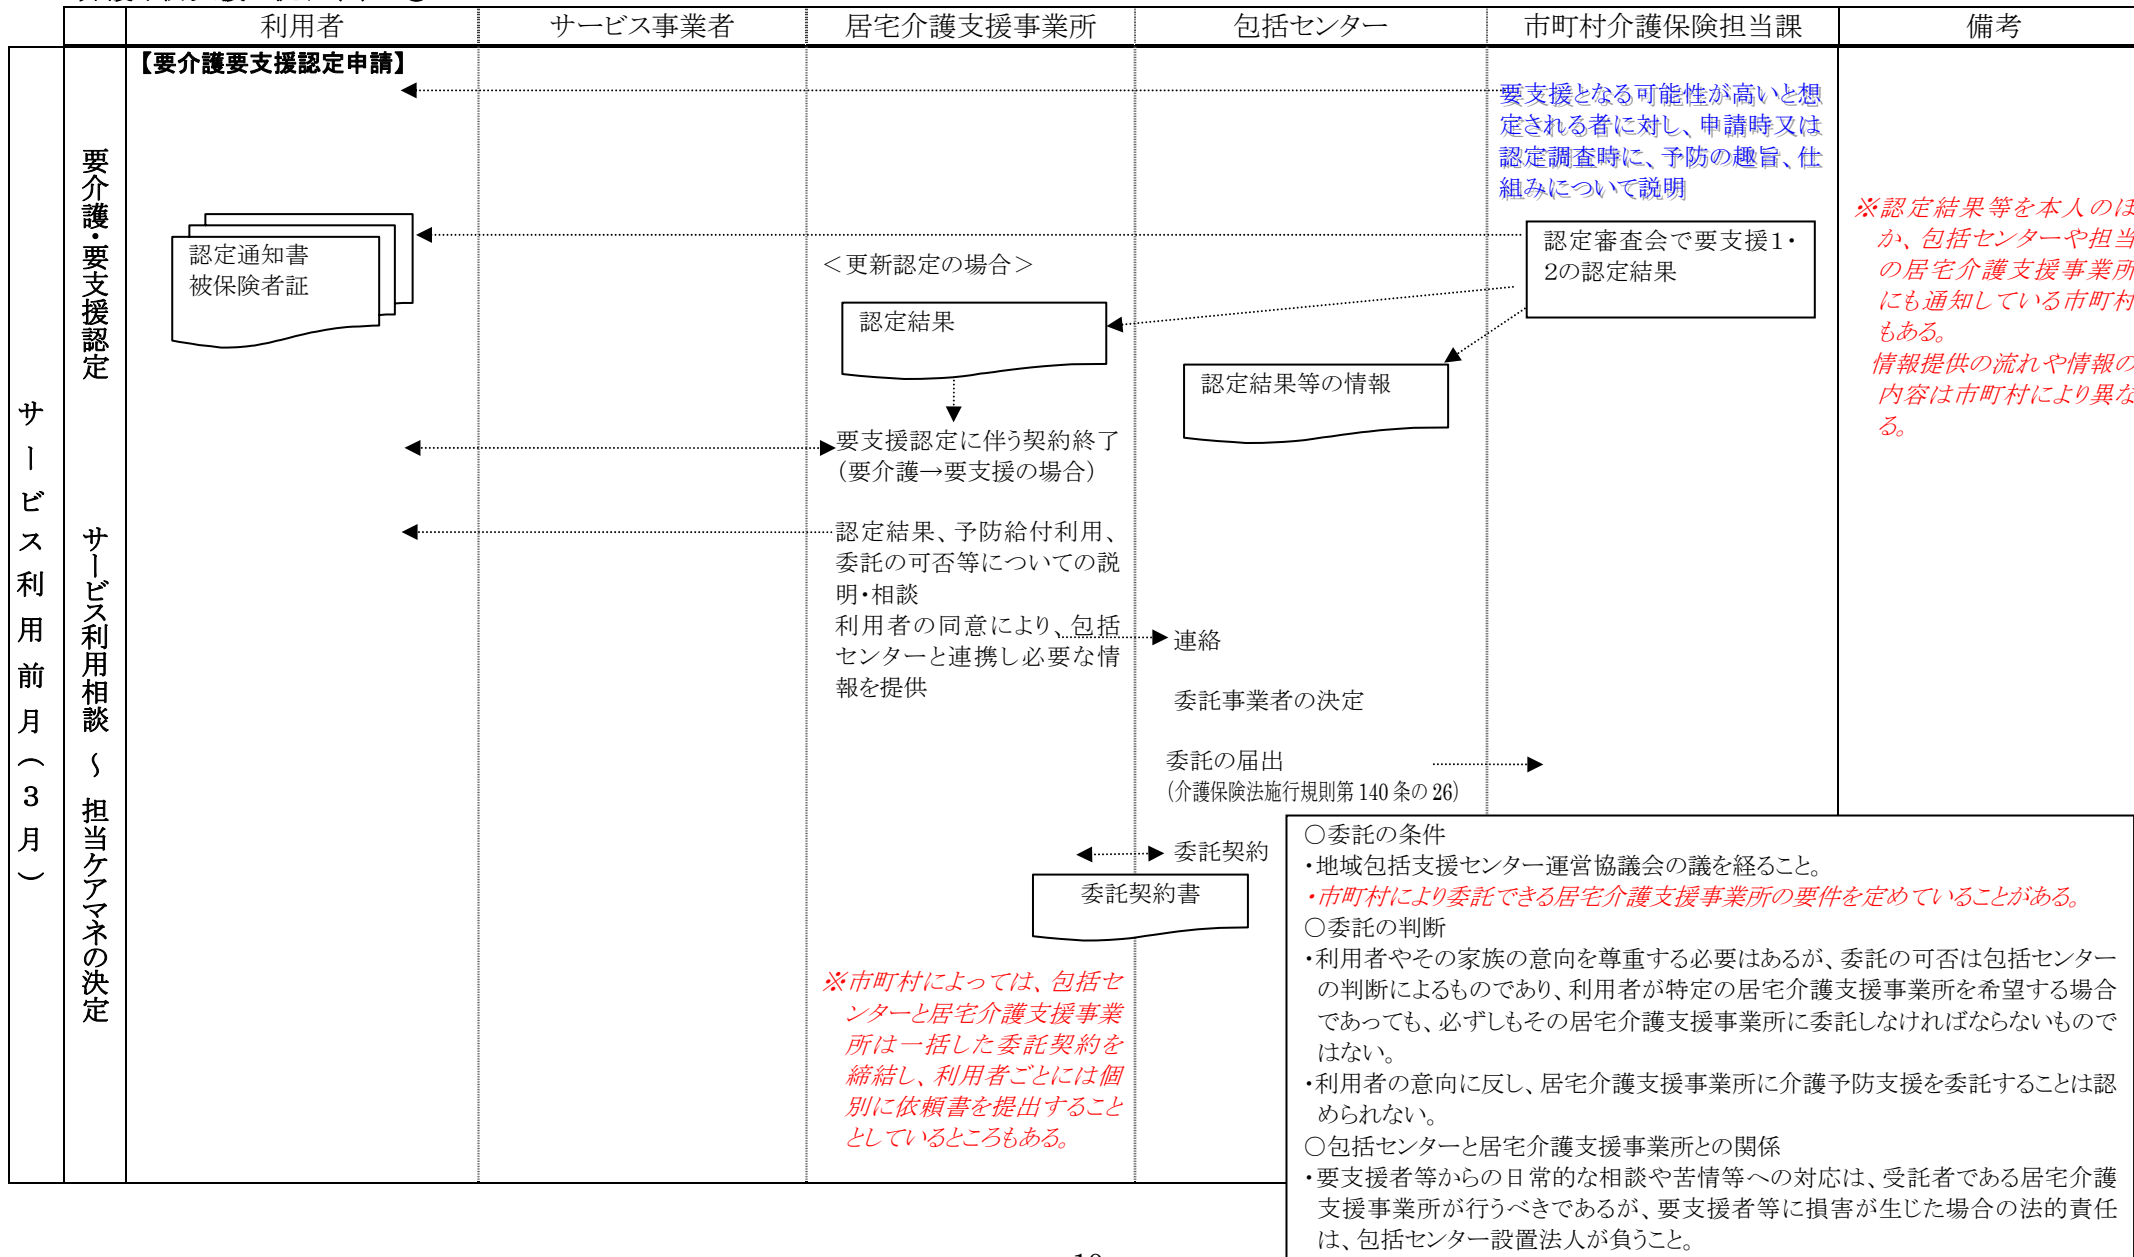 利用者
サービス事業者
居宅介護支援事業所
包括センター
市町村介護保険担当課
備考
サービス利用前月(3月)
要介護・要支援認定
サービス利用相談 ~ 担当ケアマネの決定
【要介護要支援認定申請】
要支援となる可能性が高いと想
定される者に対し、申請時又は
認定調査時に、予防の趣旨、仕
組みについて説明
認定通知書
被保険者証
<更新認定の場合>
認定審査会で要支援1・
2の認定結果
認定結果
認定結果等の情報
※認定結果等を本人のほ
か、包括センターや担当
の居宅介護支援事業所
にも通知している市町村
もある。
情報提供の流れや情報の
内容は市町村により異な
る。
要支援認定に伴う契約終了
(要介護→要支援の場合)
認定結果、予防給付利用、
委託の可否等についての説
明・相談
利用者の同意により、包括
センターと連携し必要な情
報を提供
連絡
委託事業者の決定
委託の届出
(介護保険法施行規則第140条の26)
委託契約
委託契約書
※市町村によっては、包括セ
ンターと居宅介護支援事業
所は一括した委託契約を
締結し、利用者ごとには個
別に依頼書を提出すること
としているところもある。
○委託の条件
・地域包括支援センター運営協議会の議を経ること。
・市町村により委託できる居宅介護支援事業所の要件を定めていることがある。
○委託の判断
・利用者やその家族の意向を尊重する必要はあるが、委託の可否は包括センター
の判断によるものであり、利用者が特定の居宅介護支援事業所を希望する場合
であっても、必ずしもその居宅介護支援事業所に委託しなければならないもので
はない。
・利用者の意向に反し、居宅介護支援事業所に介護予防支援を委託することは認
められない。
○包括センターと居宅介護支援事業所との関係
・要支援者等からの日常的な相談や苦情等への対応は、受託者である居宅介護
支援事業所が行うべきであるが、要支援者等に損害が生じた場合の法的責任
は、包括センター設置法人が負うこと。